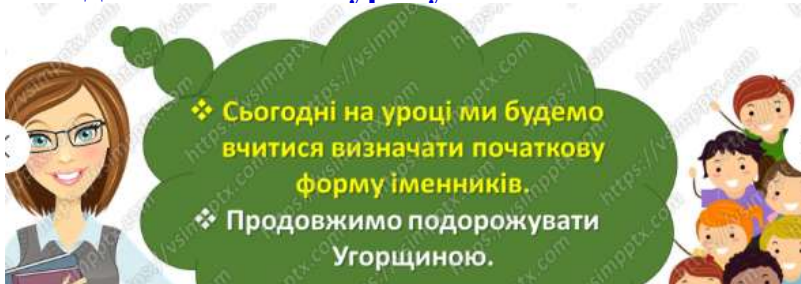 ❖ Сьогодні на уроці ми будемо
вчитися визначати початкову
форму іменників.
❖ Продовжимо подорожувати
Угорщиною.